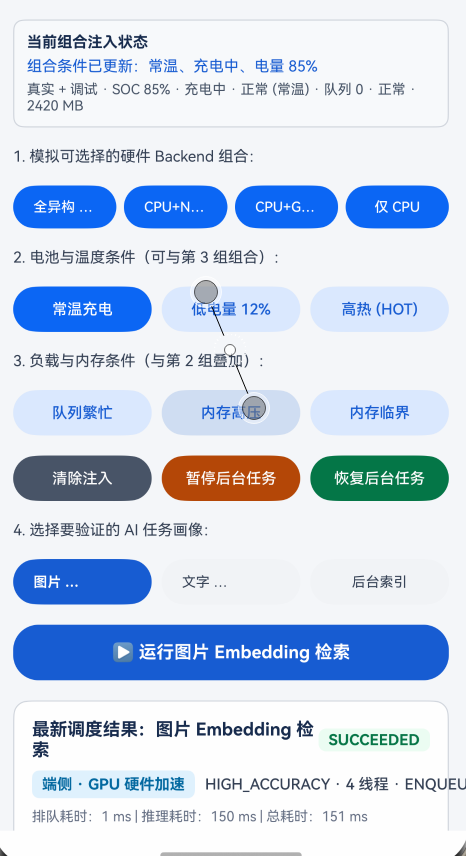 当前组合注入状态
组合条件已更新：常温、充电中、电量 85%
真实 + 调试 · SOC 85% · 充电中 · 正常 (常温) · 队列 0 · 正常 ·
2420 MB
1. 模拟可选择的硬件 Backend 组合：
全异构 ... CPU+N... CPU+G... 仅 CPU
2. 电池与温度条件（可与第 3 组组合）：
常温充电 低电量 12% 高热 (HOT)
3. 负载与内存条件（与第 2 组叠加）：
队列繁忙 内存高压 内存临界
清除注入 暂停后台任务 恢复后台任务
4. 选择要验证的 AI 任务画像：
图片 ... 文字 ... 后台索引
运行图片 Embedding 检索
最新调度结果：图片 Embedding 检
索
SUCCEEDED
端侧 · GPU 硬件加速 HIGH_ACCURACY · 4 线程 · ENQUEU
排队耗时：1 ms | 推理耗时：150 ms | 总耗时：151 ms